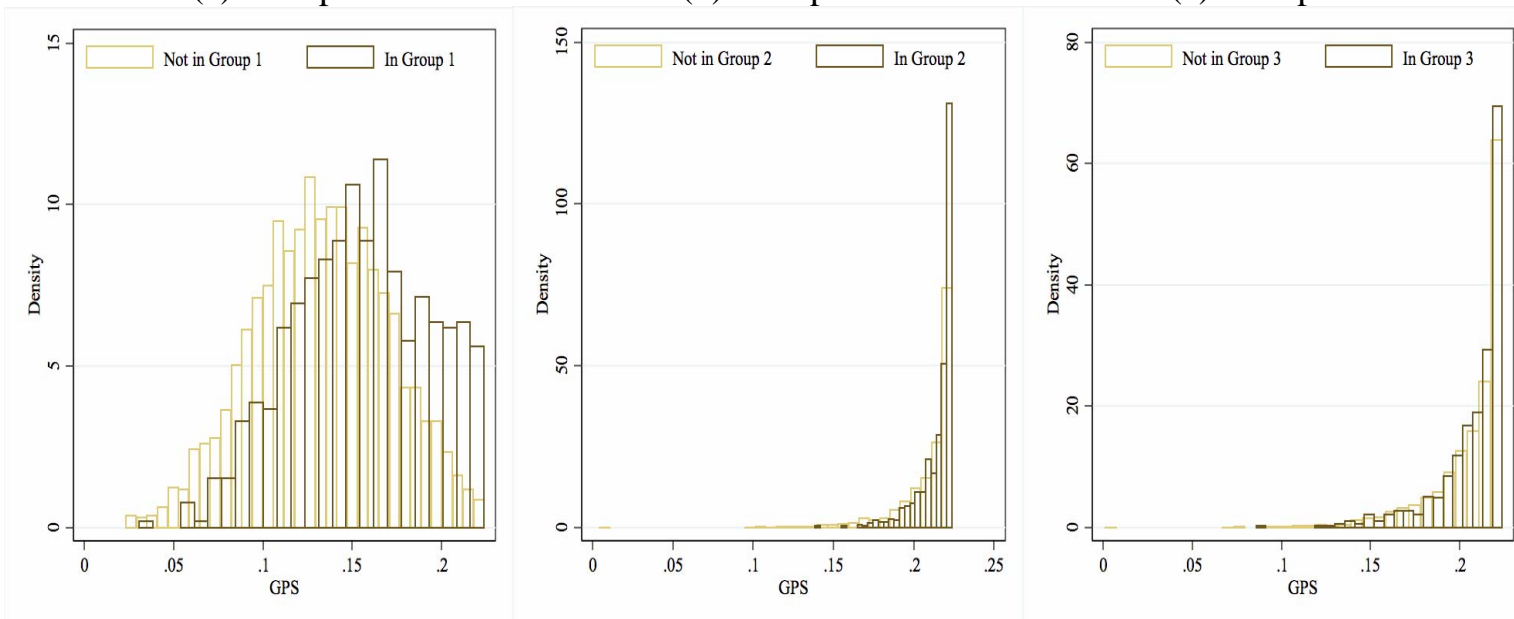 Not in Group 1
In Group 1
15
10
5
0
Density
0 .05 .1 .15 .2
GPS
Not in Group 2
In Group 2
150
100
50
0
Density
0 .05 .1 .15 .2 .25
GPS
Not in Group 3
In Group 3
80
60
40
20
0
Density
0 .05 .1 .15 .2
GPS